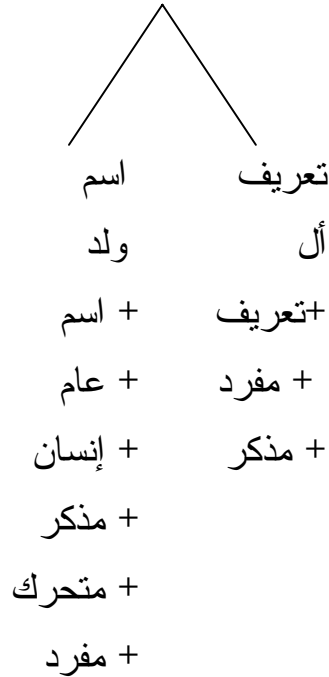 تعريف اسم
أل ولد
+تعريف + اسم
+ مفرد + عام
+ مذكر + إنسان
+ مذكر
+ متحرك
+ مفرد